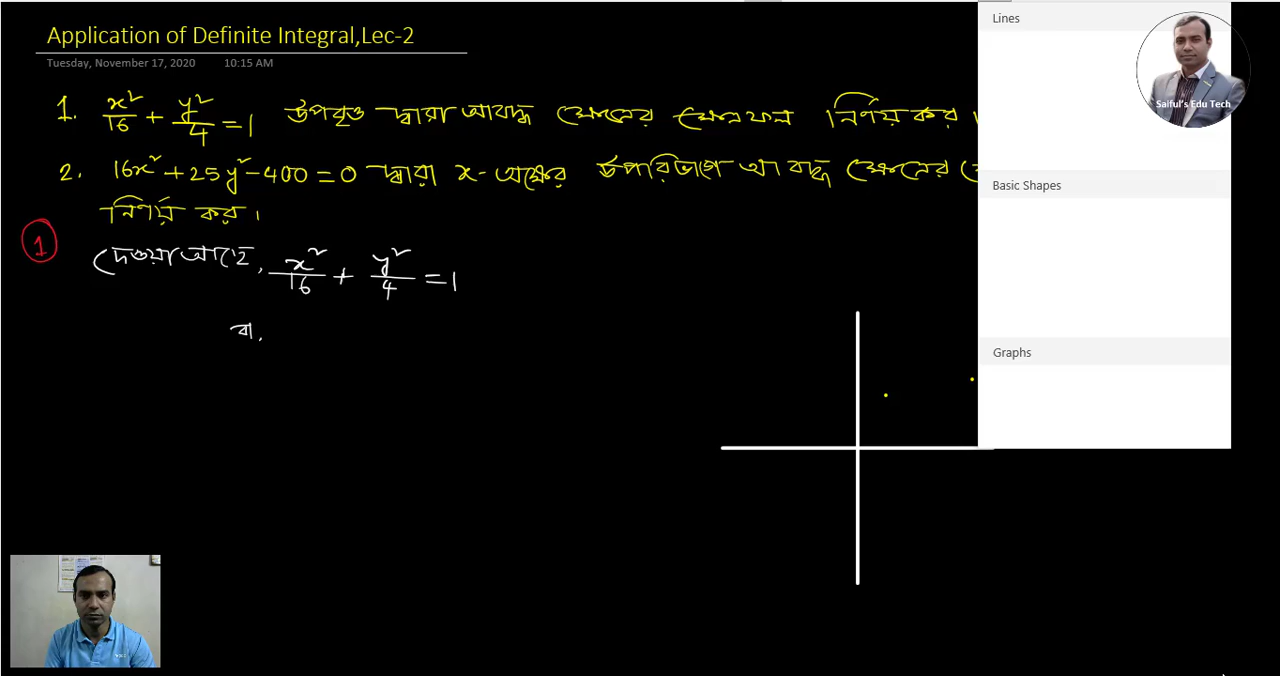 Application of Definite Integral,Lec-2
Tuesday, November 17, 2020 10:15 AM
1. x²/16 + y²/4 = 1 উপবৃত্ত দ্বারা আবদ্ধ ক্ষেত্রের ক্ষেত্রফল নির্ণয় কর
2. 16x² + 25y² - 400 = 0 দ্বারা x- অক্ষের উপরিভাগে আবদ্ধ ক্ষেত্রের
নির্ণয় কর।
1
দেওয়া আছে, x²/16 + y²/4 = 1
বা,
Lines
Basic Shapes
Graphs
Saiful's Edu Tech